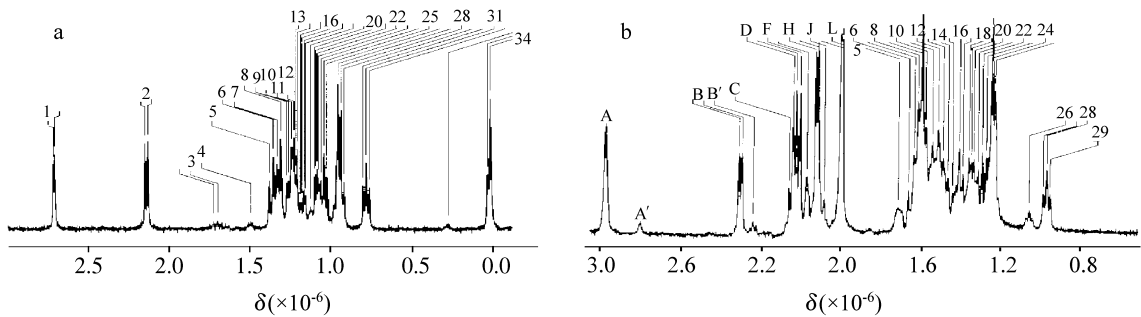 a
1
2
3
4
5
6 7
8 9 10 11 12
13 16 20 22 25 28 31
34
2.5 2.0 1.5 1.0 0.5 0.0
δ(×10⁻⁶)
b
A
A′
B B′
C
D F H J L
5
6 8 10 12 14 16 18 20 22 24
26 28
29
3.0 2.6 2.2 2.0 1.6 1.2 0.8
δ(×10⁻⁶)